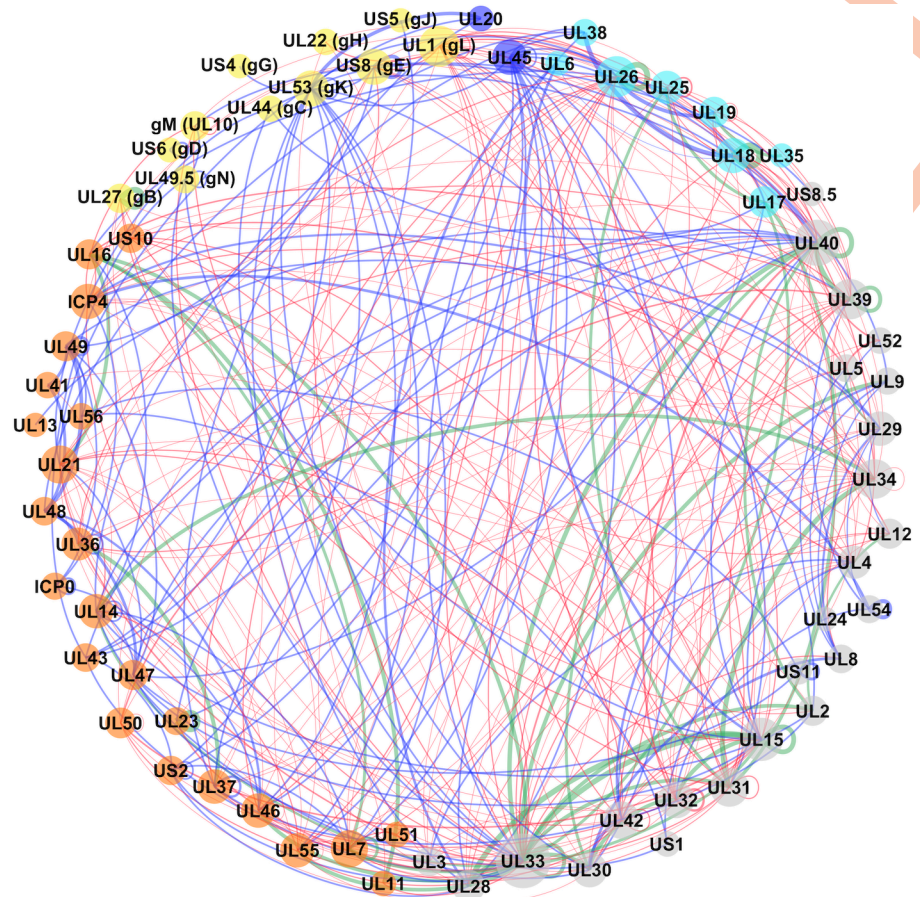 US5 (gJ)
UL20
UL22 (gH)
UL1 (gL)
UL38
US4 (gG)
US8 (gE)
UL45
UL6
UL53 (gK)
UL26
UL25
UL44 (gC)
UL19
gM (UL10)
US6 (gD)
UL18
UL35
UL49.5 (gN)
UL27 (gB)
UL17
US8.5
US10
UL16
UL40
ICP4
UL39
UL49
UL52
UL41
UL5
UL9
UL56
UL13
UL29
UL21
UL34
UL48
UL36
UL12
UL4
ICP0
UL14
UL54
UL24
UL43
UL47
UL8
US11
UL50
UL23
UL2
UL15
US2
UL37
UL31
UL46
UL32
UL42
US1
UL51
UL55
UL7
UL3
UL33
UL30
UL11
UL28